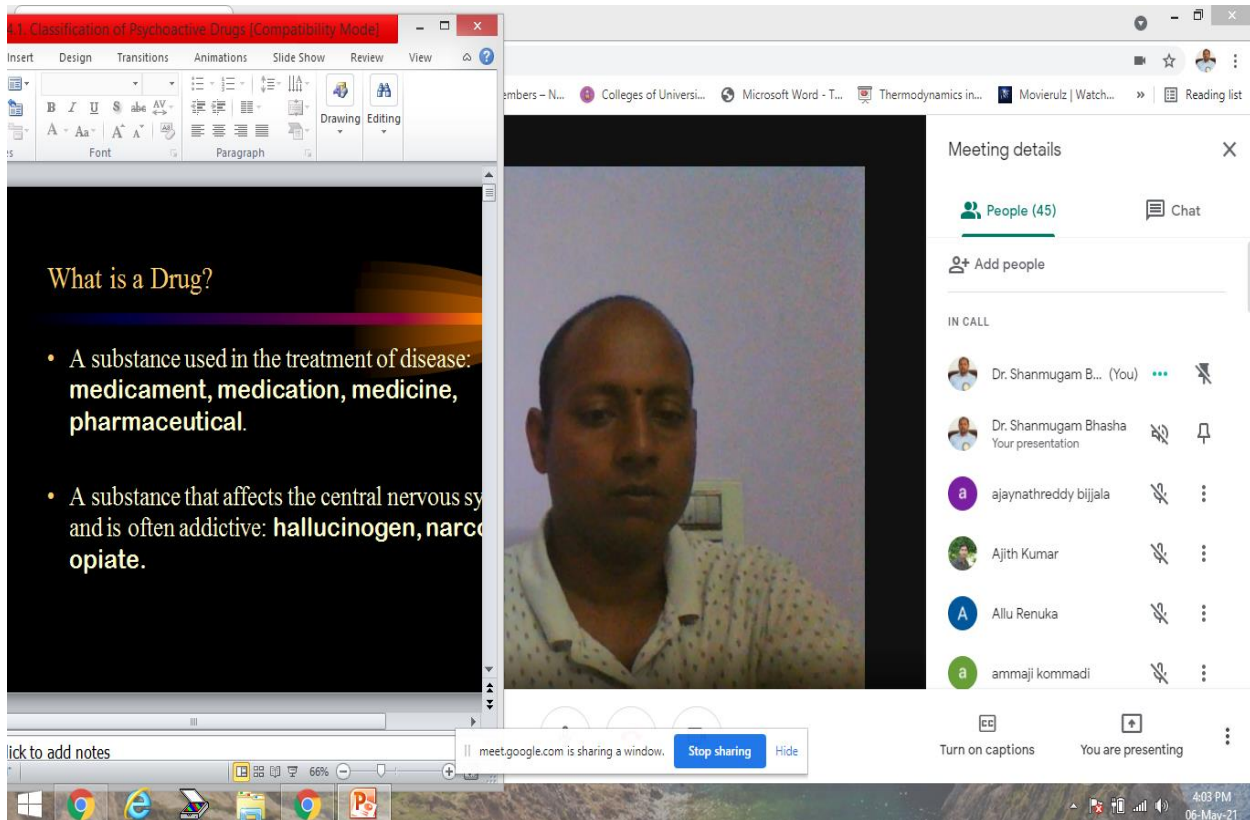 4.1. Classification of Psychoactive Drugs [Compatibility Mode]
Insert Design Transitions Animations Slide Show Review View
B I U S abc AV
A Aa A A
Font
Paragraph
Drawing
Editing
What is a Drug?
• A substance used in the treatment of disease:
medicament, medication, medicine,
pharmaceutical.
• A substance that affects the central nervous sy
and is often addictive: hallucinogen, narco
opiate.
lick to add notes
66%
embers – N... Colleges of Universi... Microsoft Word - T... Thermodynamics in... Movierulz | Watch... » Reading list
Meeting details
People (45)
Chat
Add people
IN CALL
Dr. Shanmugam B... (You)
Dr. Shanmugam Bhasha
Your presentation
a ajaynathreddy bijjala
Ajith Kumar
A Allu Renuka
a ammaji kommadi
CC
Turn on captions
You are presenting
meet.google.com is sharing a window. Stop sharing Hide
4:03 PM
06-May-21